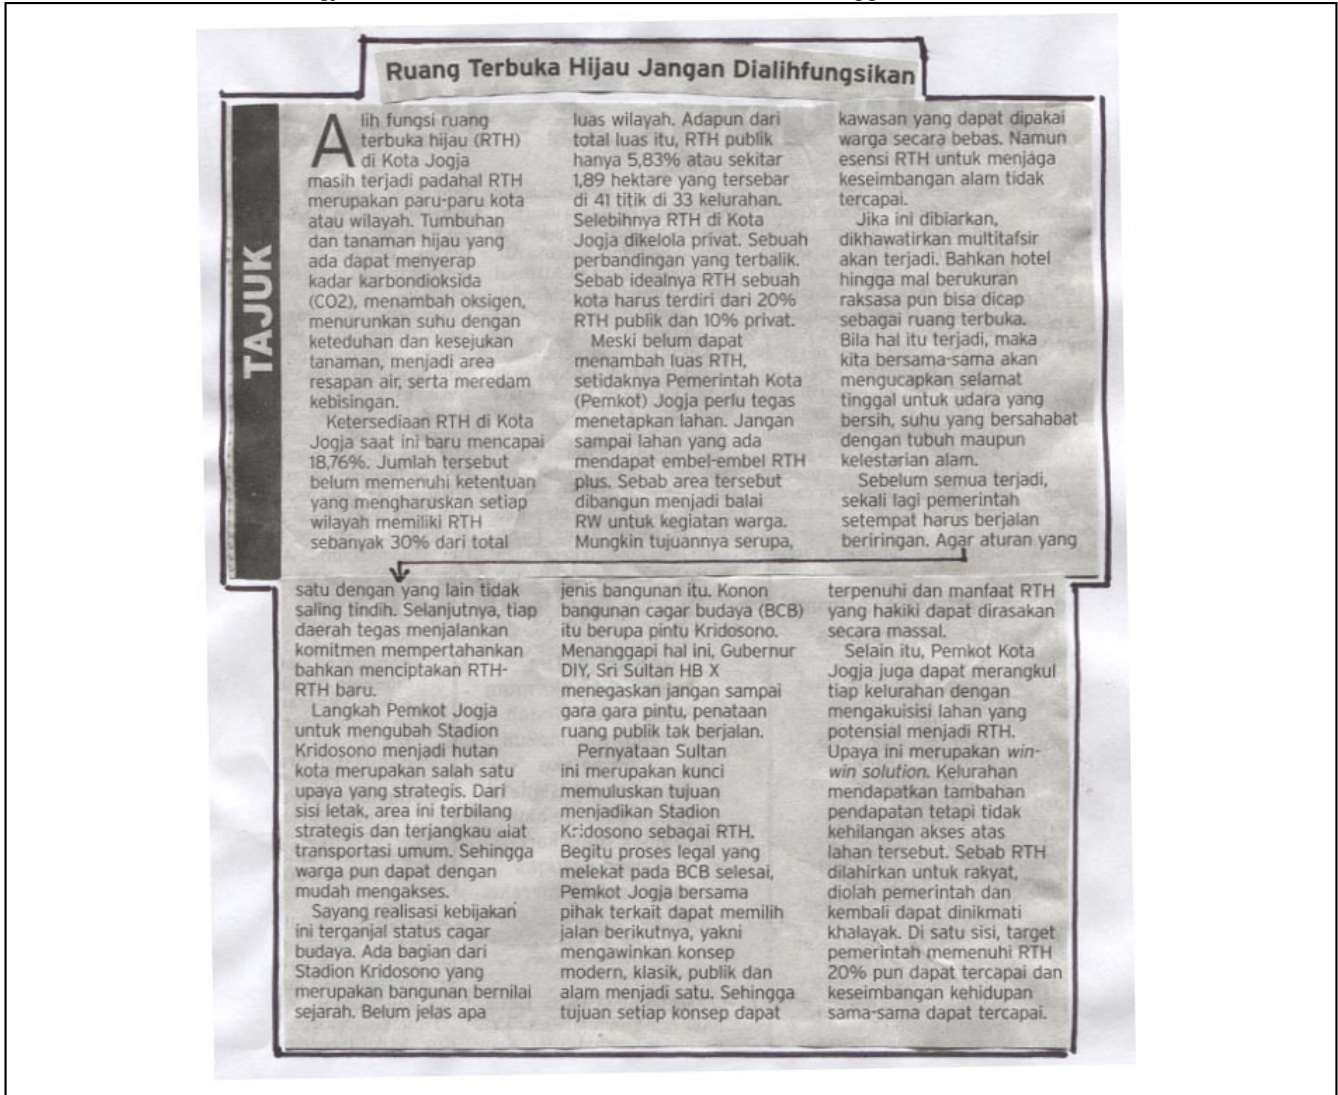 Ruang Terbuka Hijau Jangan Dialihfungsikan
TAJUK
Alih fungsi ruang
terbuka hijau (RTH)
di Kota Jogja
masih terjadi padahal RTH
merupakan paru-paru kota
atau wilayah. Tumbuhan
dan tanaman hijau yang
ada dapat menyerap
kadar karbondioksida
(CO2), menambah oksigen,
menurunkan suhu dengan
keteduhan dan kesejukan
tanaman, menjadi area
resapan air, serta meredam
kebisingan.
Ketersediaan RTH di Kota
Jogja saat ini baru mencapai
18,76%. Jumlah tersebut
belum memenuhi ketentuan
yang mengharuskan setiap
wilayah memiliki RTH
sebanyak 30% dari total
luas wilayah. Adapun dari
total luas itu, RTH publik
hanya 5,83% atau sekitar
1,89 hektare yang tersebar
di 41 titik di 33 kelurahan.
Selebihnya RTH di Kota
Jogja dikelola privat. Sebuah
perbandingan yang terbalik.
Sebab idealnya RTH sebuah
kota harus terdiri dari 20%
RTH publik dan 10% privat.
Meski belum dapat
menambah luas RTH,
setidaknya Pemerintah Kota
(Pemkot) Jogja perlu tegas
menetapkan lahan. Jangan
sampai lahan yang ada
mendapat embel-embel RTH
plus. Sebab area tersebut
dibangun menjadi balai
RW untuk kegiatan warga.
Mungkin tujuannya serupa,
kawasan yang dapat dipakai
warga secara bebas. Namun
esensi RTH untuk menjaga
keseimbangan alam tidak
tercapai.
Jika ini dibiarkan,
dikhawatirkan multitafsir
akan terjadi. Bahkan hotel
hingga mal berukuran
raksasa pun bisa dicap
sebagai ruang terbuka.
Bila hal itu terjadi, maka
kita bersama-sama akan
mengucapkan selamat
tinggal untuk udara yang
bersih, suhu yang bersahabat
dengan tubuh maupun
kelestarian alam.
Sebelum semua terjadi,
sekali lagi pemerintah
setempat harus berjalan
beriringan. Agar aturan yang
satu dengan yang lain tidak
saling tindih. Selanjutnya, tiap
daerah tegas menjalankan
komitmen mempertahankan
bahkan menciptakan RTH-
RTH baru.
Langkah Pemkot Jogja
untuk mengubah Stadion
Kridosono menjadi hutan
kota merupakan salah satu
upaya yang strategis. Dari
sisi letak, area ini terbilang
strategis dan terjangkau alat
transportasi umum. Sehingga
warga pun dapat dengan
mudah mengakses.
Sayang realisasi kebijakan
ini terganjal status cagar
budaya. Ada bagian dari
Stadion Kridosono yang
merupakan bangunan bernilai
sejarah. Belum jelas apa
jenis bangunan itu. Konon
bangunan cagar budaya (BCB)
itu berupa pintu Kridosono.
Menanggapi hal ini, Gubernur
DIY, Sri Sultan HB X
menegaskan jangan sampai
gara gara pintu, penataan
ruang publik tak berjalan.
Pernyataan Sultan
ini merupakan kunci
memuluskan tujuan
menjadikan Stadion
Kridosono sebagai RTH.
Begitu proses legal yang
melekat pada BCB selesai,
Pemkot Jogja bersama
pihak terkait dapat memilih
jalan berikutnya, yakni
mengawinkan konsep
modern, klasik, publik dan
alam menjadi satu. Sehingga
tujuan setiap konsep dapat
terpenuhi dan manfaat RTH
yang hakiki dapat dirasakan
secara massal.
Selain itu, Pemkot Kota
Jogja juga dapat merangkul
tiap kelurahan dengan
mengakuisisi lahan yang
potensial menjadi RTH.
Upaya ini merupakan win-
win solution. Kelurahan
mendapatkan tambahan
pendapatan tetapi tidak
kehilangan akses atas
lahan tersebut. Sebab RTH
dilahirkan untuk rakyat,
diolah pemerintah dan
kembali dapat dinikmati
khalayak. Di satu sisi, target
pemerintah memenuhi RTH
20% pun dapat tercapai dan
keseimbangan kehidupan
sama-sama dapat tercapai.